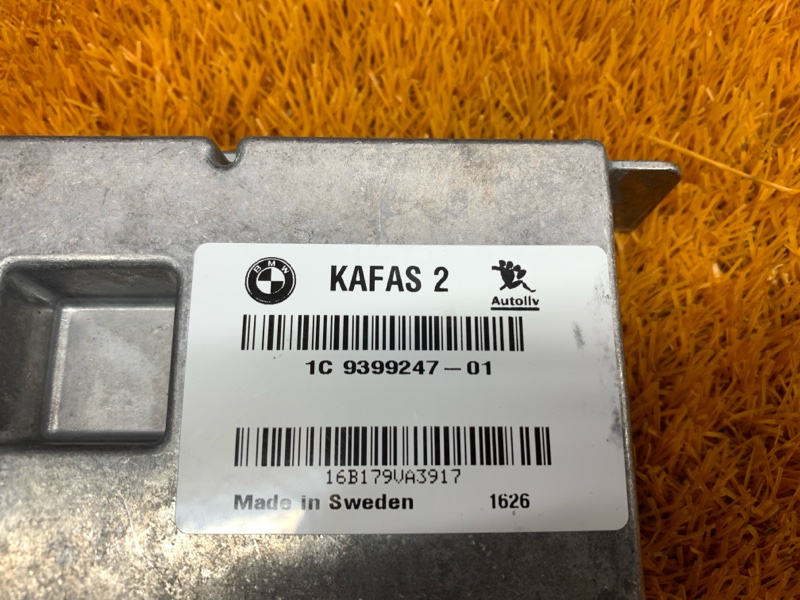 BMW KAFAS 2
Autoliv
1C 9399247-01
16B179VA3917
Made in Sweden 1626